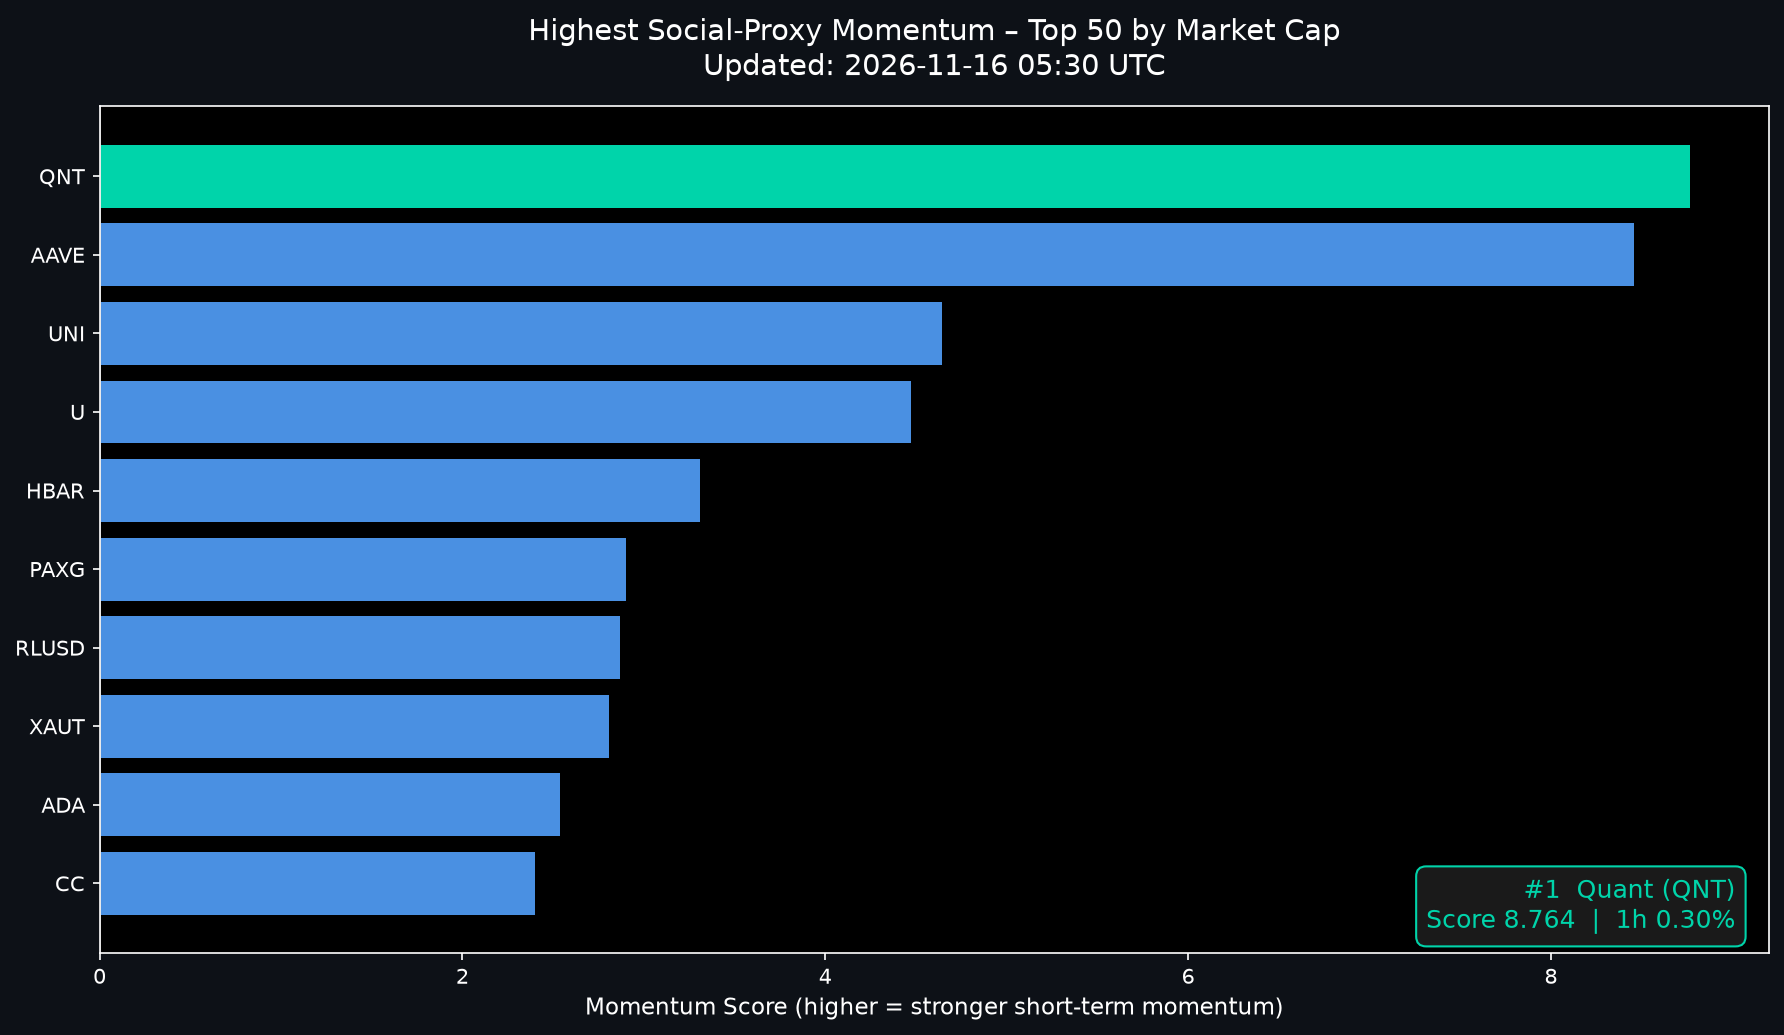 Highest Social-Proxy Momentum – Top 50 by Market Cap
Updated: 2026-11-16 05:30 UTC
QNT
AAVE
UNI
U
HBAR
PAXG
RLUSD
XAUT
ADA
CC
#1  Quant (QNT)
Score 8.764  |  1h 0.30%
0 2 4 6 8
Momentum Score (higher = stronger short-term momentum)